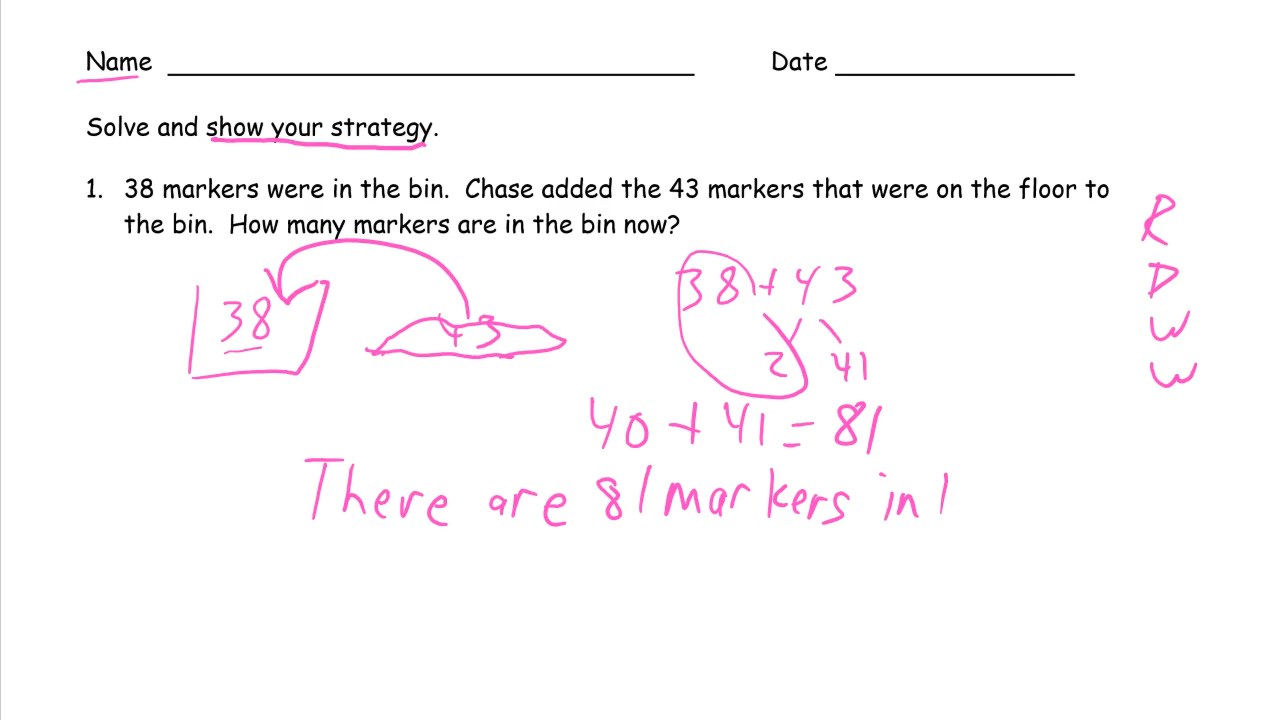 Name ____________________ Date ____________________
Solve and show your strategy.
1. 38 markers were in the bin. Chase added the 43 markers that were on the floor to
the bin. How many markers are in the bin now?
R
D
W
W
38
43
38 + 43
2 41
40 + 41 = 81
There are 81 markers in